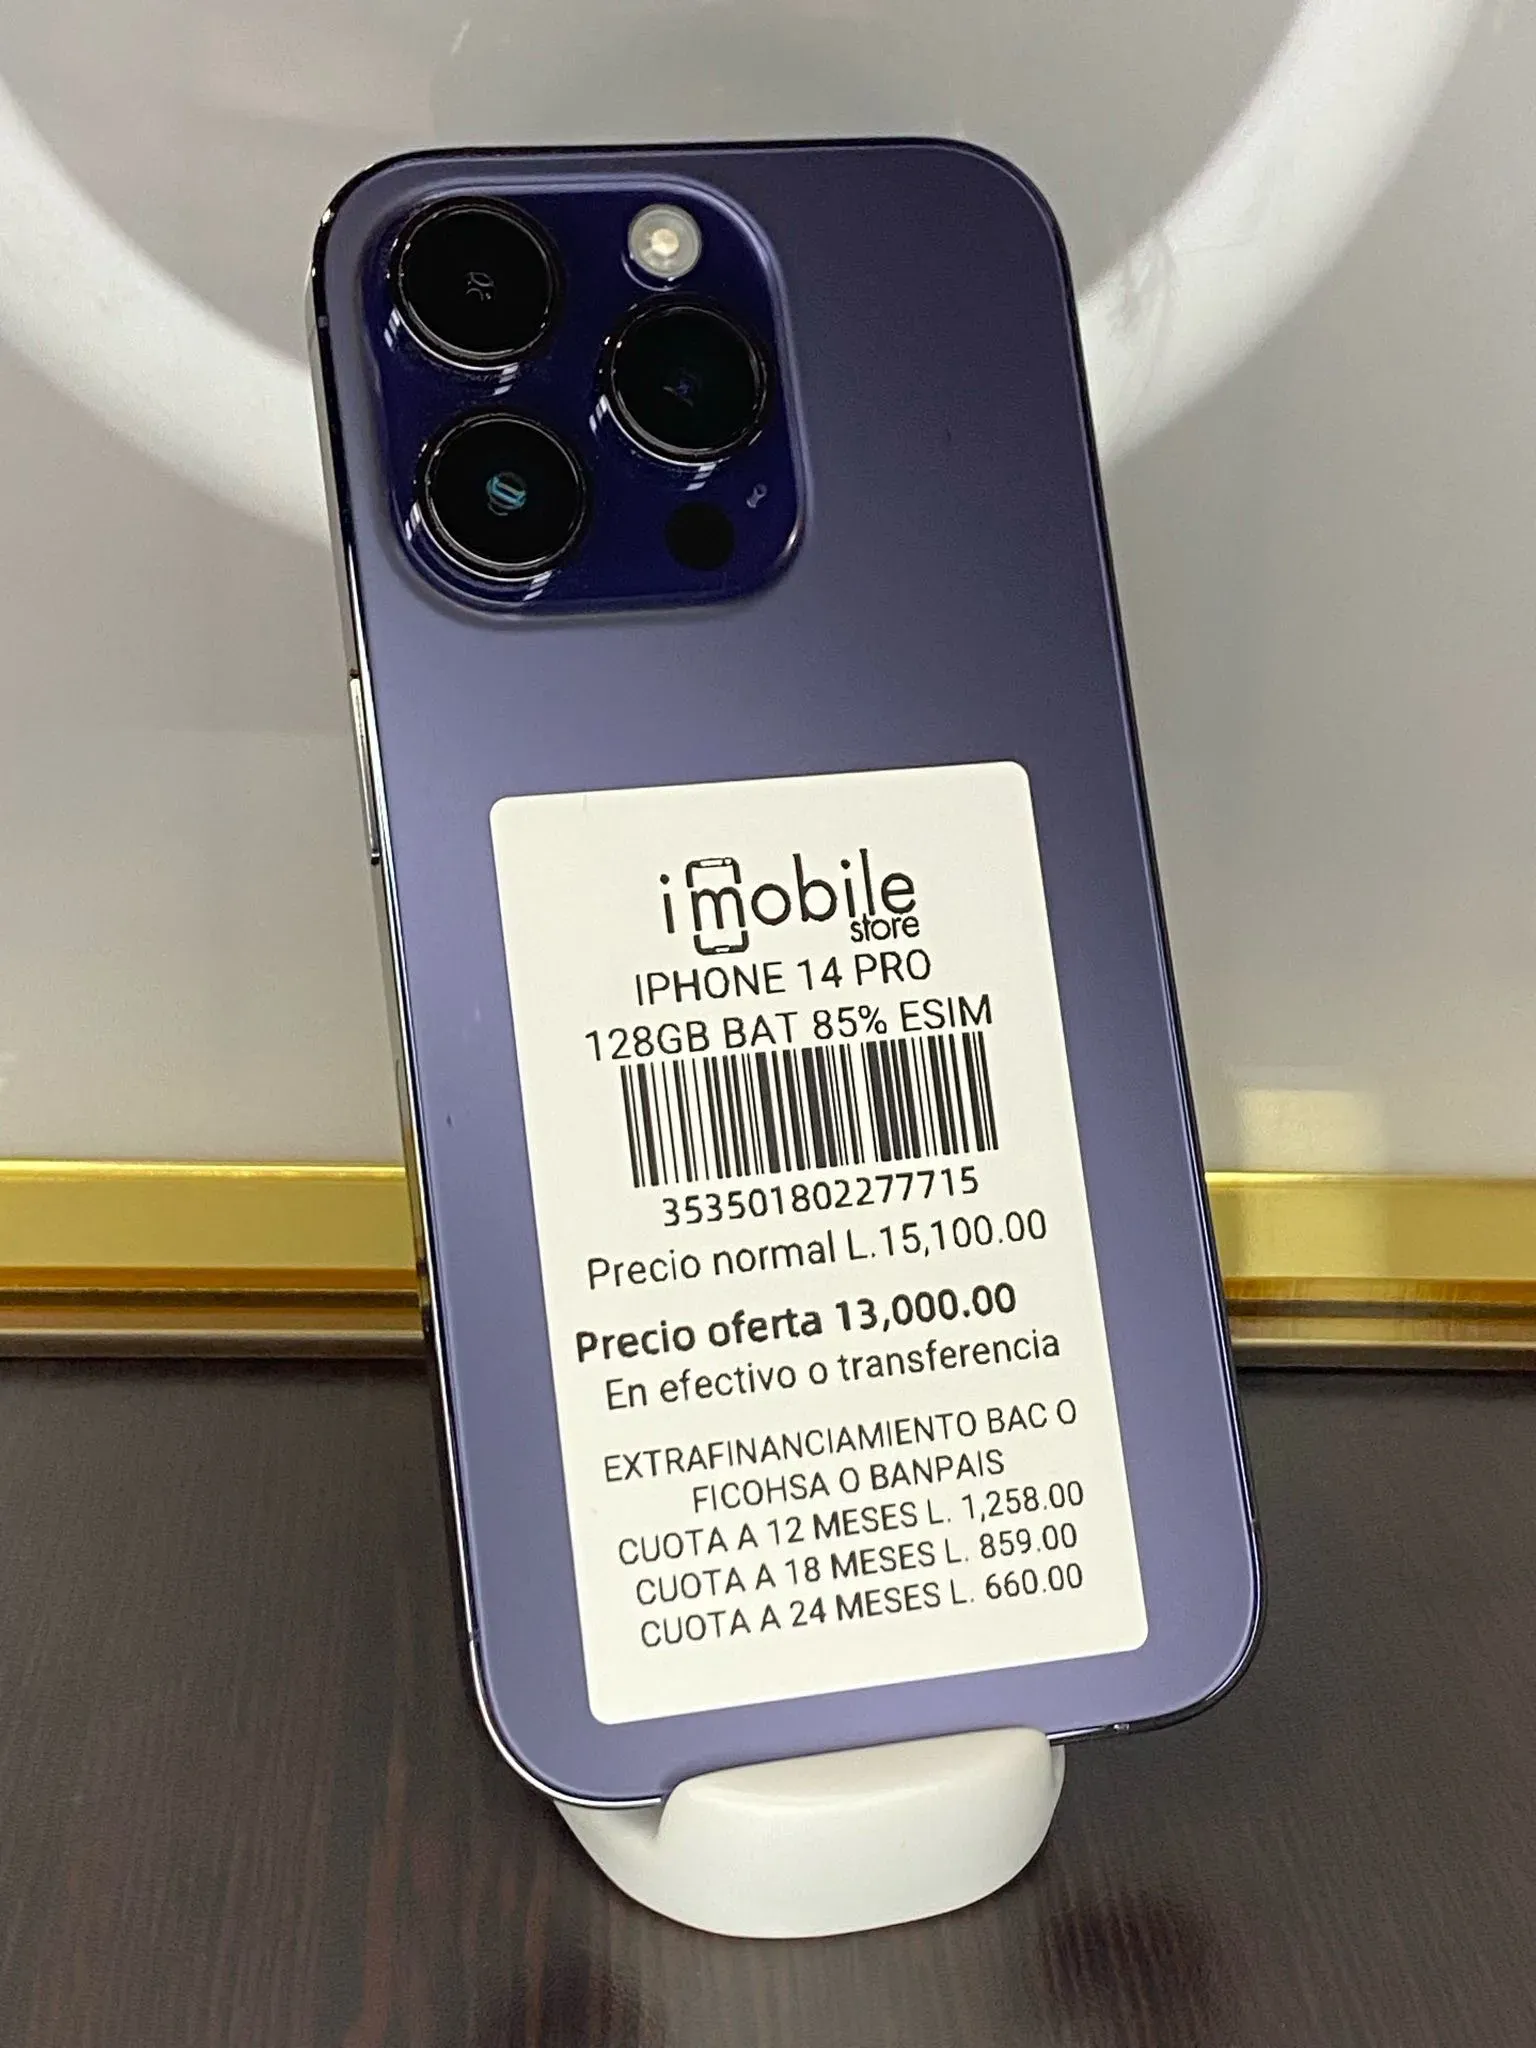 imobile
store
IPHONE 14 PRO
128GB BAT 85% ESIM
353501802277715
Precio normal L.15,100.00
Precio oferta 13,000.00
En efectivo o transferencia
EXTRAFINANCIAMIENTO BAC O
FICOHSA O BANPAIS
CUOTA A 12 MESES L. 1,258.00
CUOTA A 18 MESES L. 859.00
CUOTA A 24 MESES L. 660.00